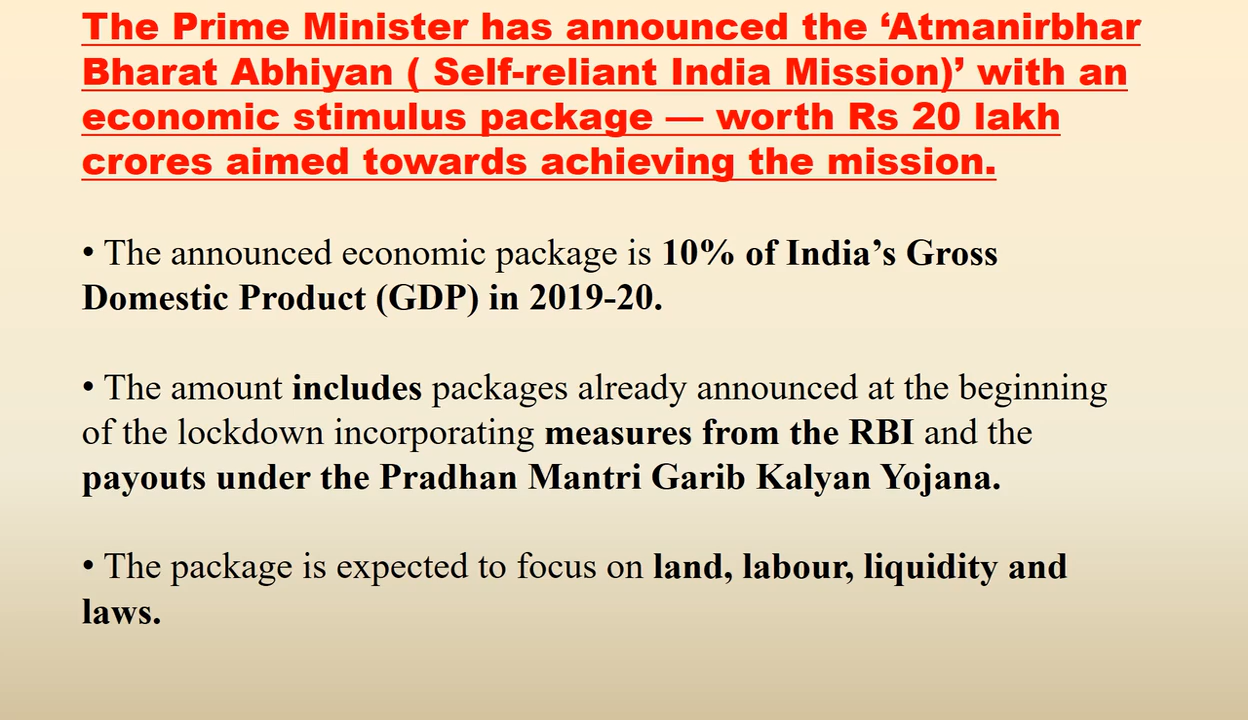 The Prime Minister has announced the ‘Atmanirbhar
Bharat Abhiyan ( Self-reliant India Mission)’ with an
economic stimulus package — worth Rs 20 lakh
crores aimed towards achieving the mission.
• The announced economic package is 10% of India’s Gross
Domestic Product (GDP) in 2019-20.
• The amount includes packages already announced at the beginning
of the lockdown incorporating measures from the RBI and the
payouts under the Pradhan Mantri Garib Kalyan Yojana.
• The package is expected to focus on land, labour, liquidity and
laws.